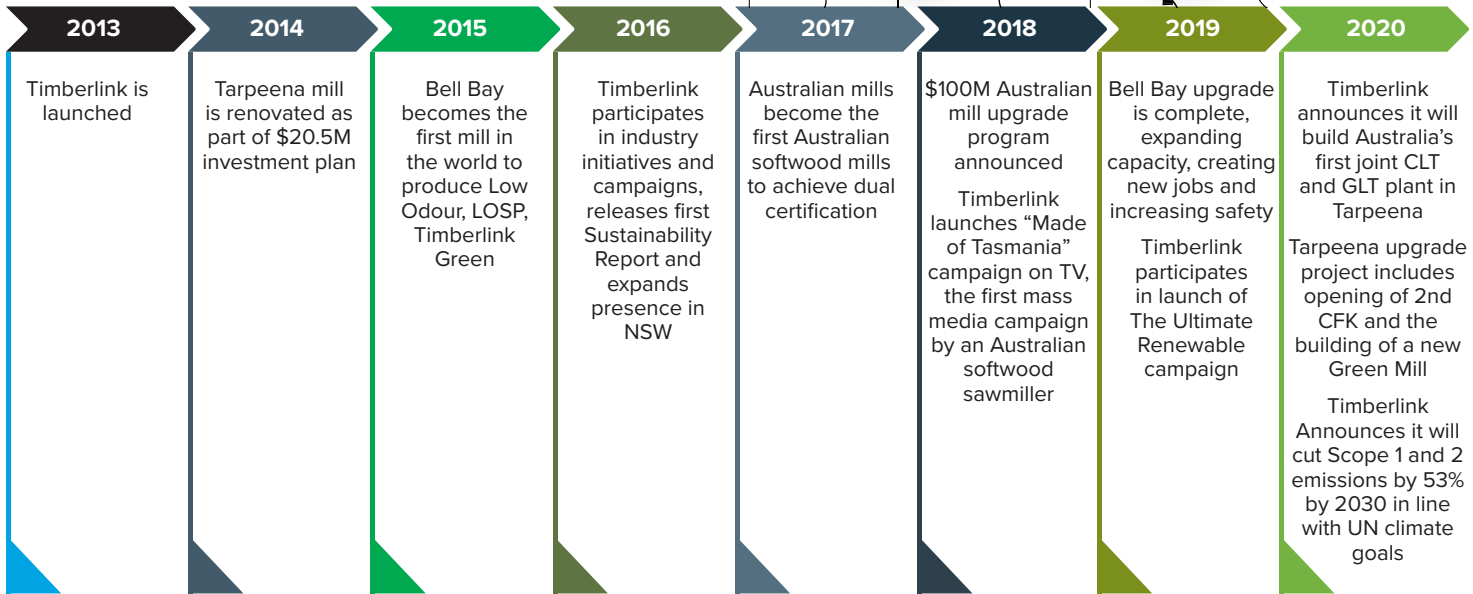 2013
Timberlink is
launched
2014
Tarpeena mill
is renovated as
part of $20.5M
investment plan
2015
Bell Bay
becomes the
first mill in
the world to
produce Low
Odour, LOSP,
Timberlink
Green
2016
Timberlink
participates
in industry
initiatives and
campaigns,
releases first
Sustainability
Report and
expands
presence in
NSW
2017
Australian mills
become the
first Australian
softwood mills
to achieve dual
certification
2018
$100M Australian
mill upgrade
program
announced
Timberlink
launches “Made
of Tasmania”
campaign on TV,
the first mass
media campaign
by an Australian
softwood
sawmiller
2019
Bell Bay upgrade
is complete,
expanding
capacity, creating
new jobs and
increasing safety
Timberlink
participates
in launch of
The Ultimate
Renewable
campaign
2020
Timberlink
announces it will
build Australia’s
first joint CLT
and GLT plant in
Tarpeena
Tarpeena upgrade
project includes
opening of 2nd
CFK and the
building of a new
Green Mill
Timberlink
Announces it will
cut Scope 1 and 2
emissions by 53%
by 2030 in line
with UN climate
goals